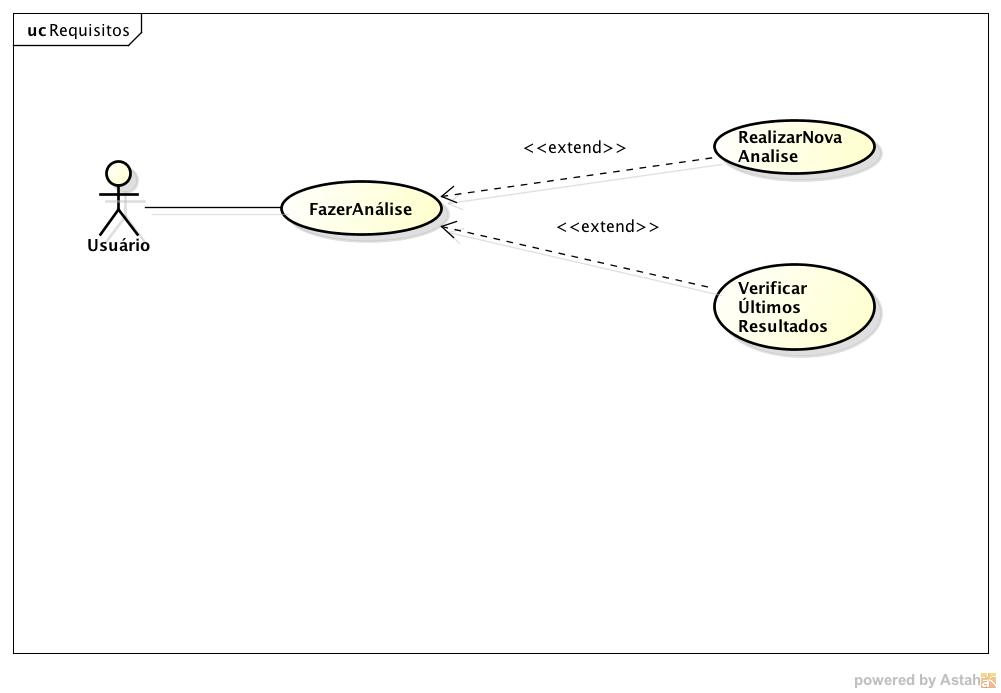 uc Requisitos
<<extend>>
RealizarNova
Analise
FazerAnálise
<<extend>>
Usuário
Verificar
Últimos
Resultados
powered by Astah